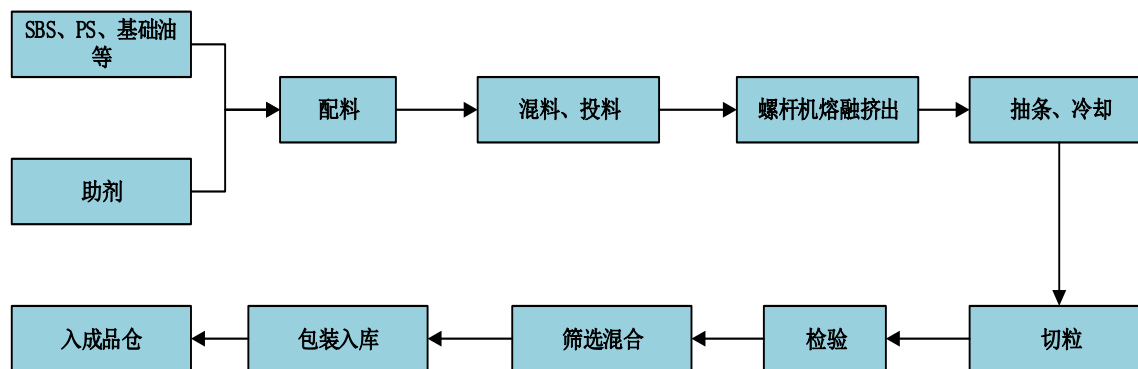 SBS、PS、基础油
等
配料
混料、投料
螺杆机熔融挤出
抽条、冷却
助剂
入成品仓
包装入库
筛选混合
检验
切粒